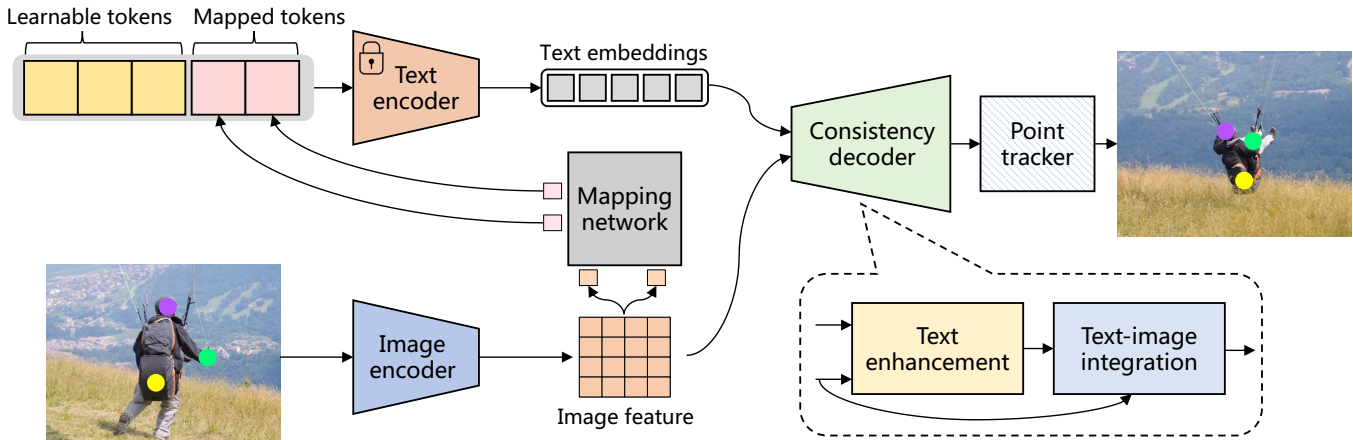 Learnable tokens
Mapped tokens
Text
encoder
Text embeddings
Consistency
decoder
Point
tracker
Mapping
network
Image
encoder
Image feature
Text
enhancement
Text-image
integration